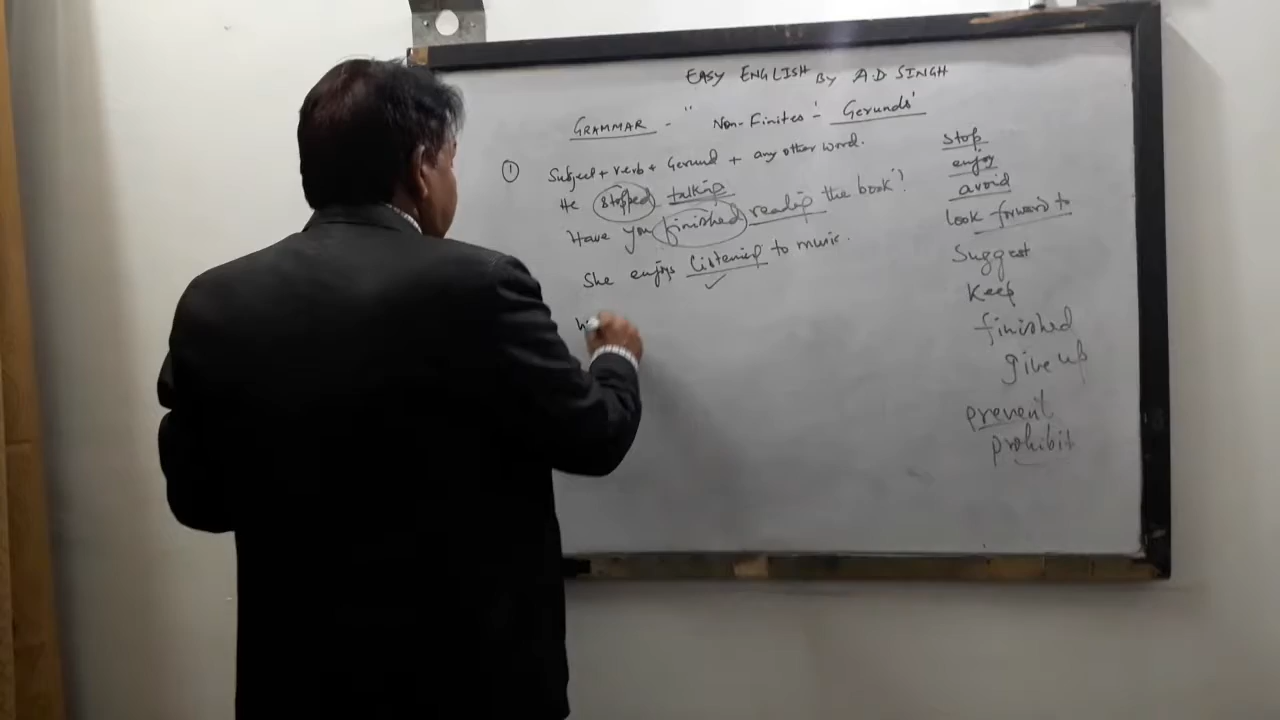 EASY ENGLISH BY A.D SINGH
GRAMMAR - " Non-Finites - 'Gerunds'
① Subject + verb + Gerund + any other word.
He stopped talking
Have you finished reading the book?
She enjoys listening to music.
stop
enjoy
avoid
look forward to
Suggest
Keep
finished
give up
prevent
prohibit